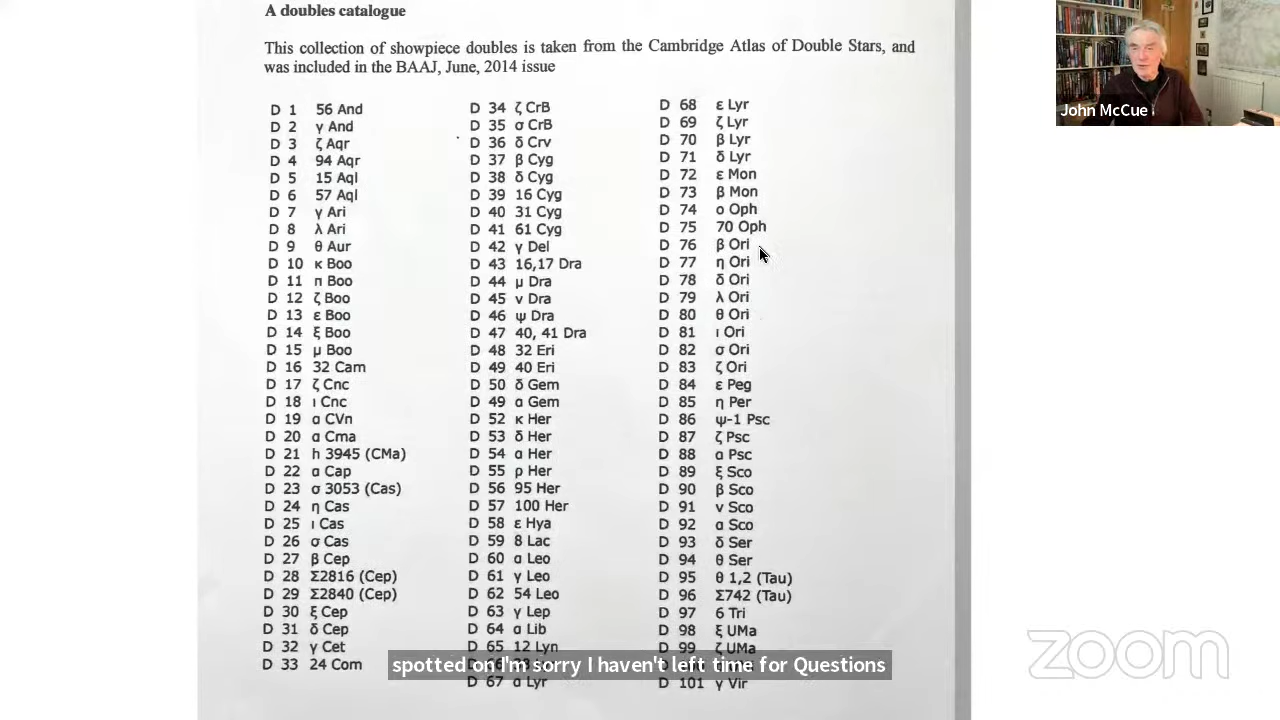 A doubles catalogue
This collection of showpiece doubles is taken from the Cambridge Atlas of Double Stars, and
was included in the BAAJ, June, 2014 issue
D 1 56 And
D 2 γ And
D 3 ζ Aqr
D 4 94 Aqr
D 5 15 Aql
D 6 57 Aql
D 7 γ Ari
D 8 λ Ari
D 9 θ Aur
D 10 κ Boo
D 11 π Boo
D 12 ζ Boo
D 13 ε Boo
D 14 ξ Boo
D 15 μ Boo
D 16 32 Cam
D 17 ζ Cnc
D 18 ι Cnc
D 19 α CVn
D 20 α Cma
D 21 h 3945 (CMa)
D 22 α Cap
D 23 σ 3053 (Cas)
D 24 η Cas
D 25 ι Cas
D 26 σ Cas
D 27 β Cep
D 28 Σ2816 (Cep)
D 29 Σ2840 (Cep)
D 30 ξ Cep
D 31 δ Cep
D 32 γ Cet
D 33 24 Com
D 34 ζ CrB
D 35 σ CrB
D 36 δ Crv
D 37 β Cyg
D 38 δ Cyg
D 39 16 Cyg
D 40 31 Cyg
D 41 61 Cyg
D 42 γ Del
D 43 16,17 Dra
D 44 μ Dra
D 45 ν Dra
D 46 ψ Dra
D 47 40, 41 Dra
D 48 32 Eri
D 49 40 Eri
D 50 δ Gem
D 49 α Gem
D 52 κ Her
D 53 δ Her
D 54 α Her
D 55 ρ Her
D 56 95 Her
D 57 100 Her
D 58 ε Hya
D 59 8 Lac
D 60 α Leo
D 61 γ Leo
D 62 54 Leo
D 63 γ Lep
D 64 α Lib
D 65 12 Lyn
D 67 α Lyr
D 68 ε Lyr
D 69 ζ Lyr
D 70 β Lyr
D 71 δ Lyr
D 72 ε Mon
D 73 β Mon
D 74 ο Oph
D 75 70 Oph
D 76 β Ori
D 77 η Ori
D 78 δ Ori
D 79 λ Ori
D 80 θ Ori
D 81 ι Ori
D 82 σ Ori
D 83 ζ Ori
D 84 ε Peg
D 85 η Per
D 86 ψ-1 Psc
D 87 ζ Psc
D 88 α Psc
D 89 ξ Sco
D 90 β Sco
D 91 ν Sco
D 92 α Sco
D 93 δ Ser
D 94 θ Ser
D 95 θ 1,2 (Tau)
D 96 Σ742 (Tau)
D 97 6 Tri
D 98 ξ UMa
D 99 ζ UMa
D 101 γ Vir
John McCue
spotted on I'm sorry I haven't left time for Questions
zoom